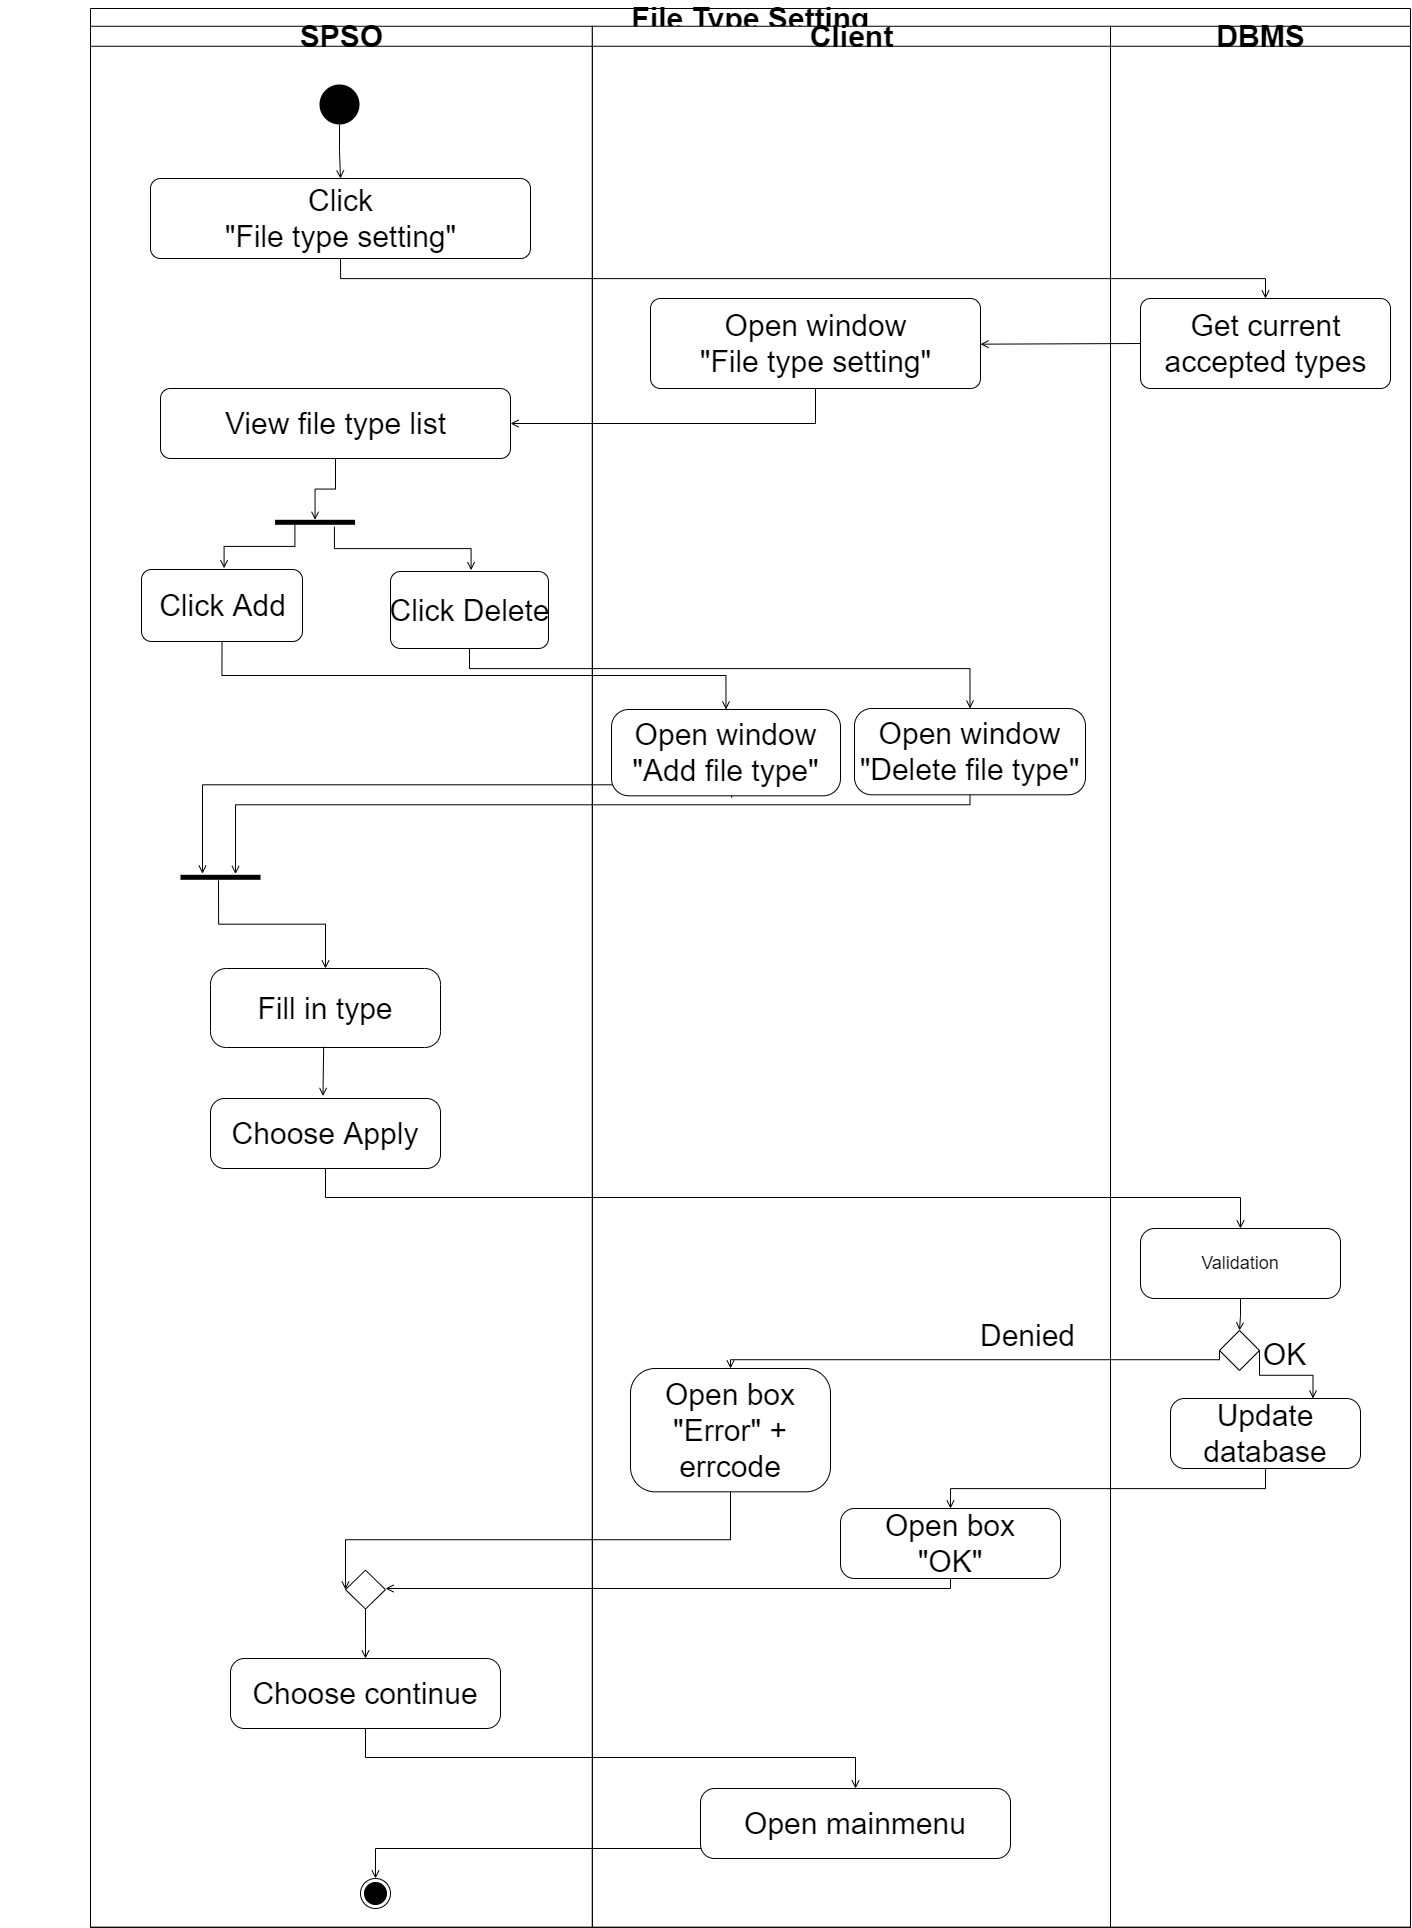 File Type Setting
SPSO
Client
DBMS
Click
"File type setting"
Open window
"File type setting"
Get current
accepted types
View file type list
Click Add
Click Delete
Open window
"Add file type"
Open window
"Delete file type"
Fill in type
Choose Apply
Validation
Denied
OK
Open box
"Error" +
errcode
Update
database
Open box
"OK"
Choose continue
Open mainmenu